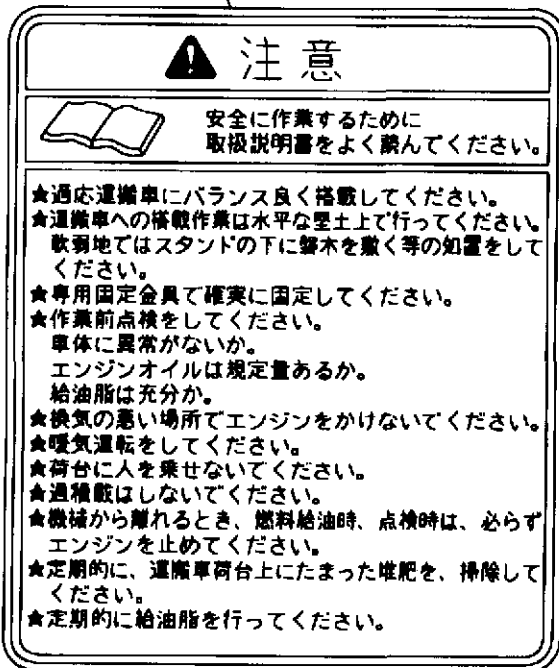 注意
安全に作業するために
取扱説明書をよく読んでください。
★適応運搬車にバランス良く搭載してください。
★運搬車への搭載作業は水平な堅土上で行ってください。
軟弱地ではスタンドの下に盤木を敷く等の処置をして
ください。
★専用固定金具で確実に固定してください。
★作業前点検をしてください。
車体に異常がないか。
エンジンオイルは規定量あるか。
給油脂は充分か。
★換気の悪い場所でエンジンをかけないでください。
★暖気運転をしてください。
★荷台に人を乗せないでください。
★過積載はしないでください。
★機械から離れるとき、燃料給油時、点検時は、必らず
エンジンを止めてください。
★定期的に、運搬車荷台上にたまった堆肥を、掃除して
ください。
★定期的に給油脂を行ってください。